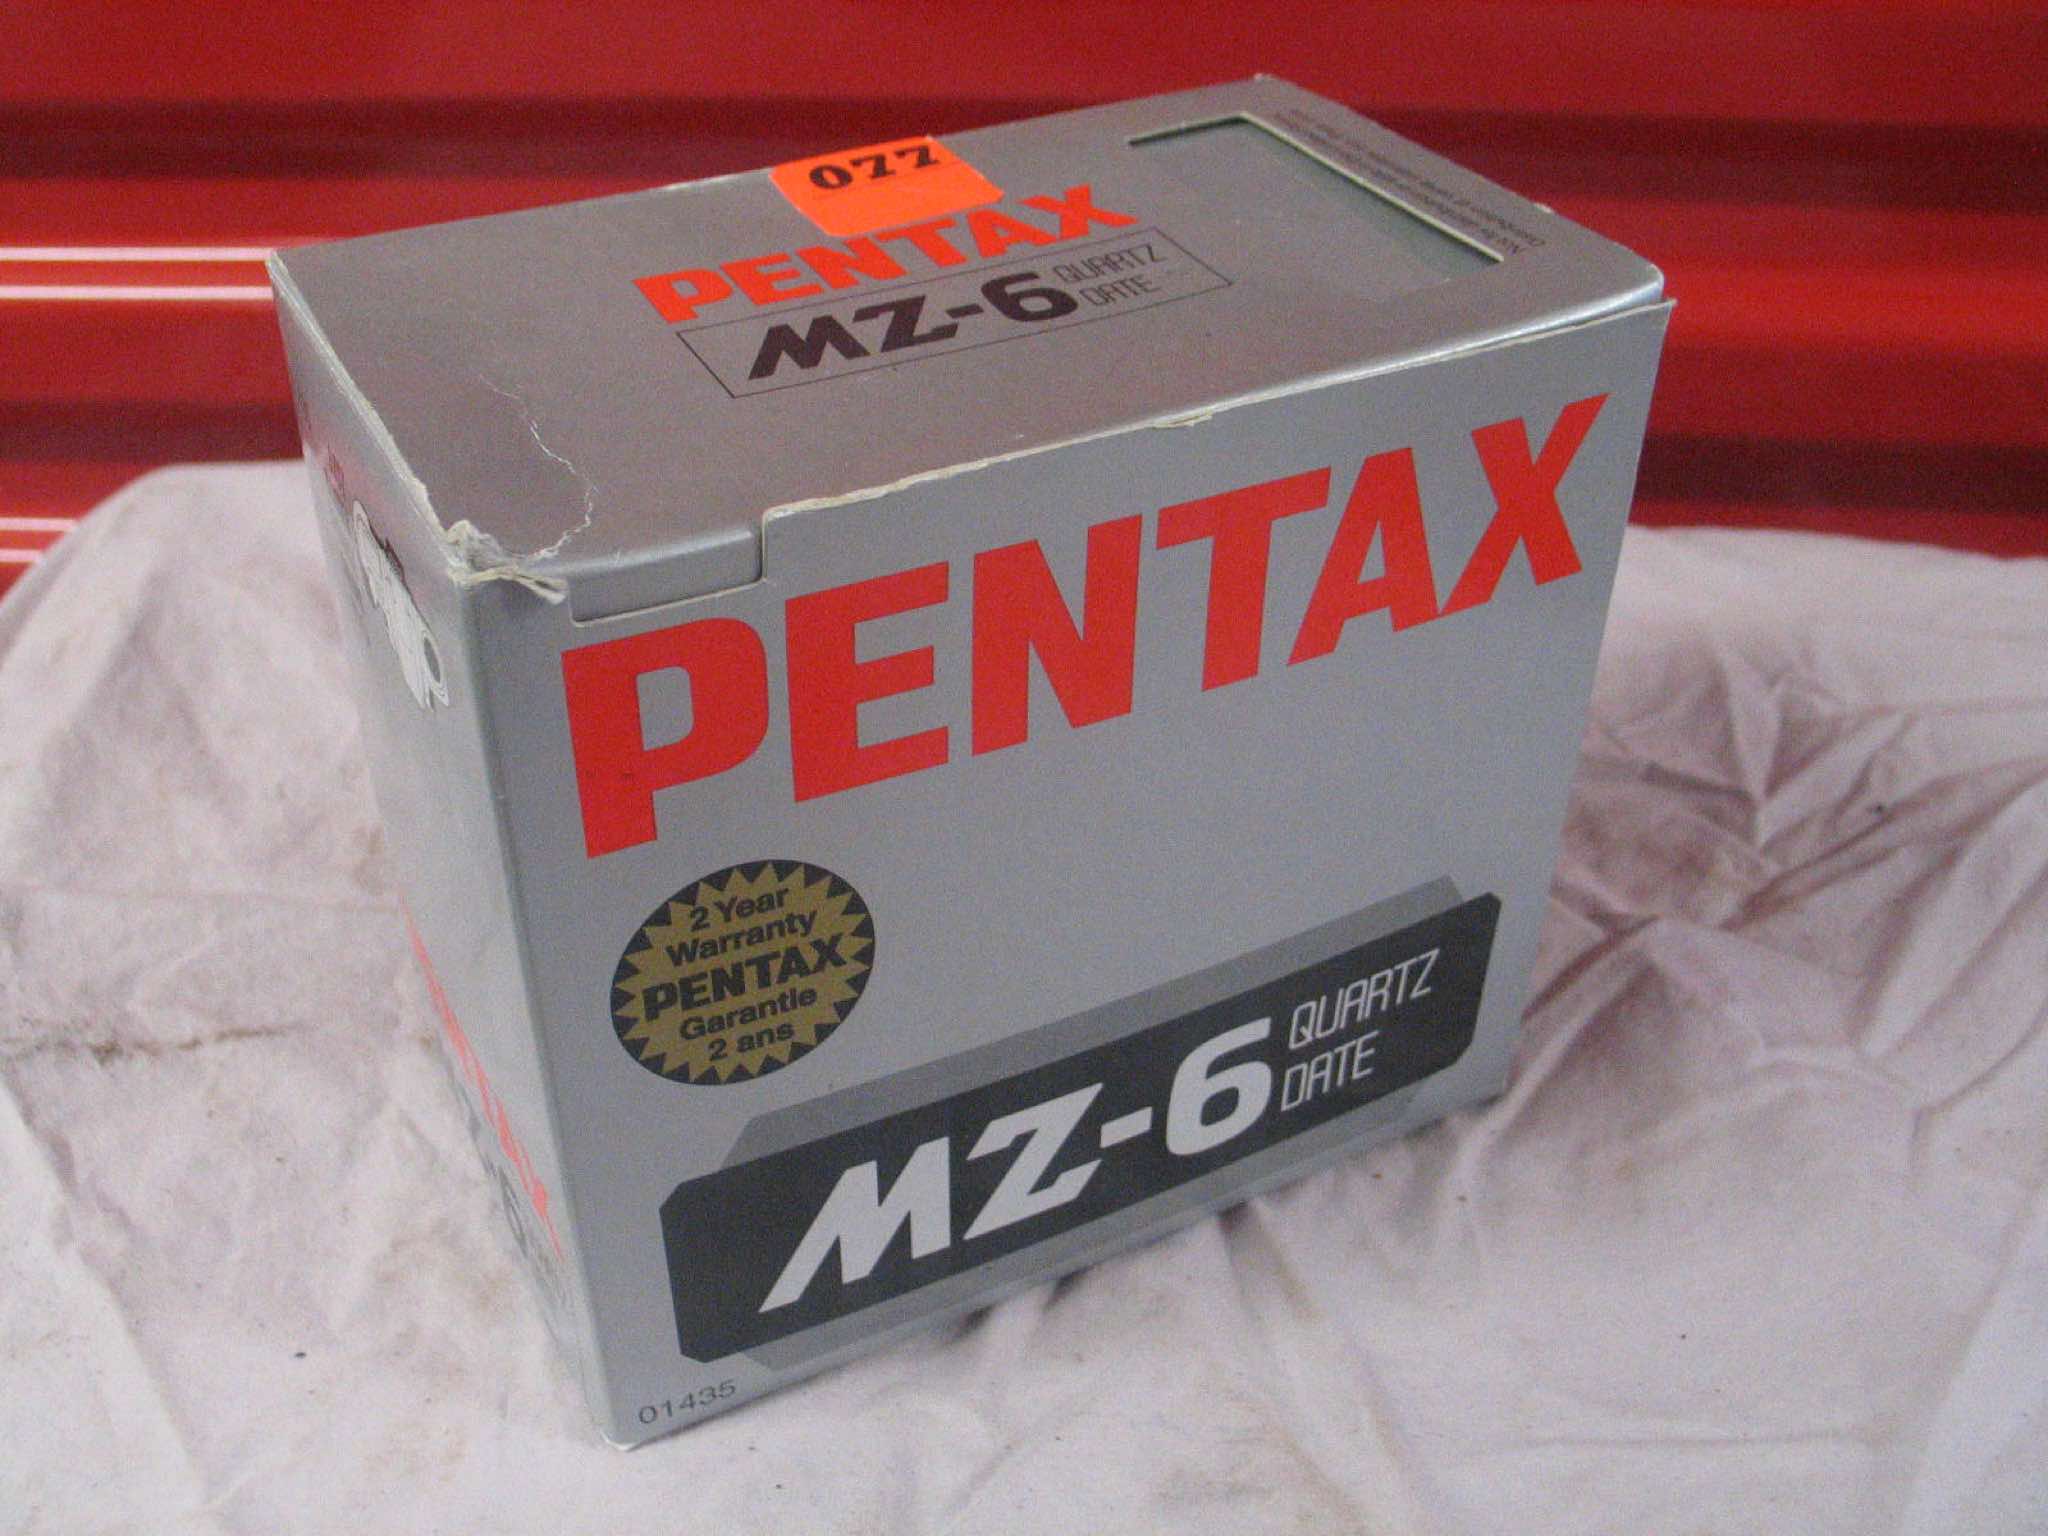 077
PENTAX
MZ-6 QUARTZ
DATE
PENTAX
2 Year
Warranty
PENTAX
Garantie
2 ans
MZ-6 QUARTZ
DATE
01435